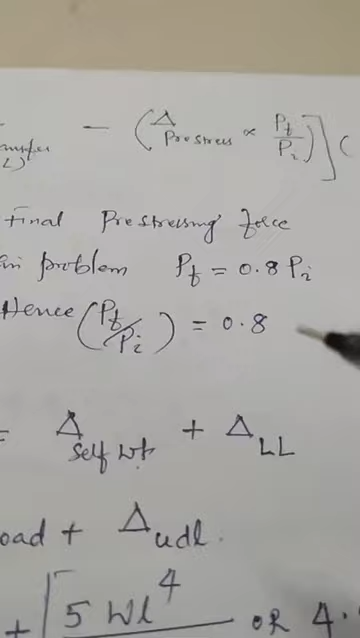 - (Δ Prestress × Pf/Pi)](
Final Prestressing force
in problem Pf = 0.8 Pi
Hence (Pf/Pi) = 0.8
= Δ Self wt + Δ LL
oad + Δ udl.
+ 5 Wl⁴ OR 4.